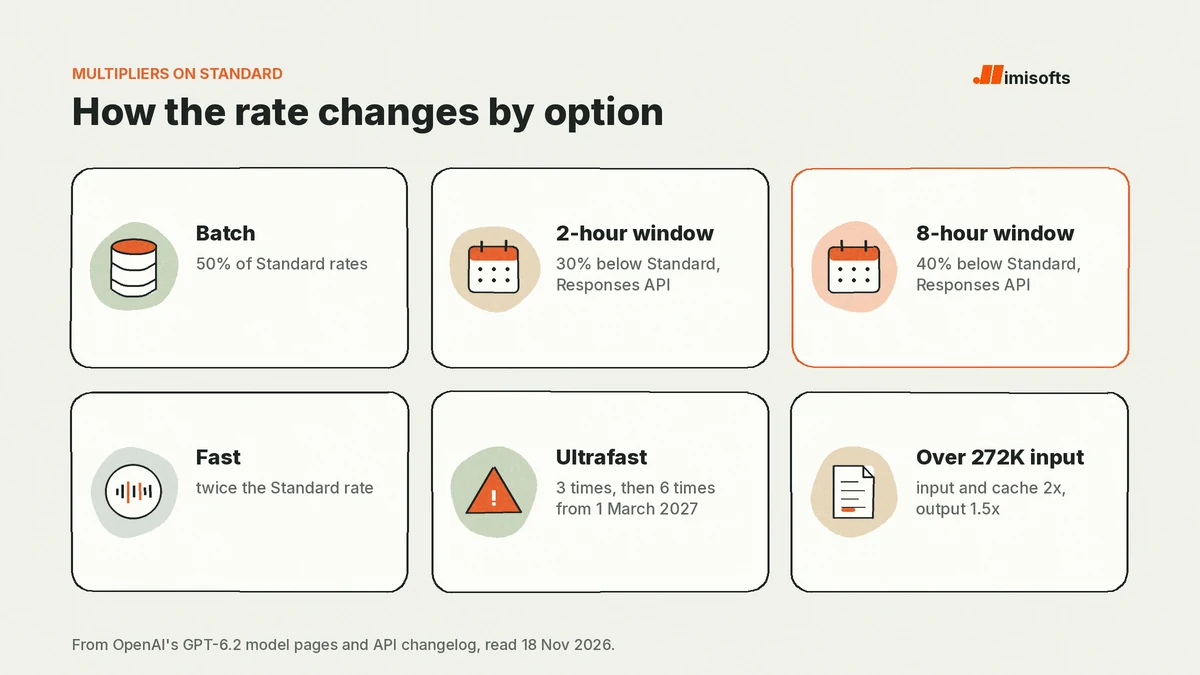 MULTIPLIERS ON STANDARD
How the rate changes by option
imisofts
Batch
50% of Standard rates
2-hour window
30% below Standard,
Responses API
8-hour window
40% below Standard,
Responses API
Fast
twice the Standard rate
Ultrafast
3 times, then 6 times
from 1 March 2027
Over 272K input
input and cache 2x,
output 1.5x
From OpenAI's GPT-6.2 model pages and API changelog, read 18 Nov 2026.